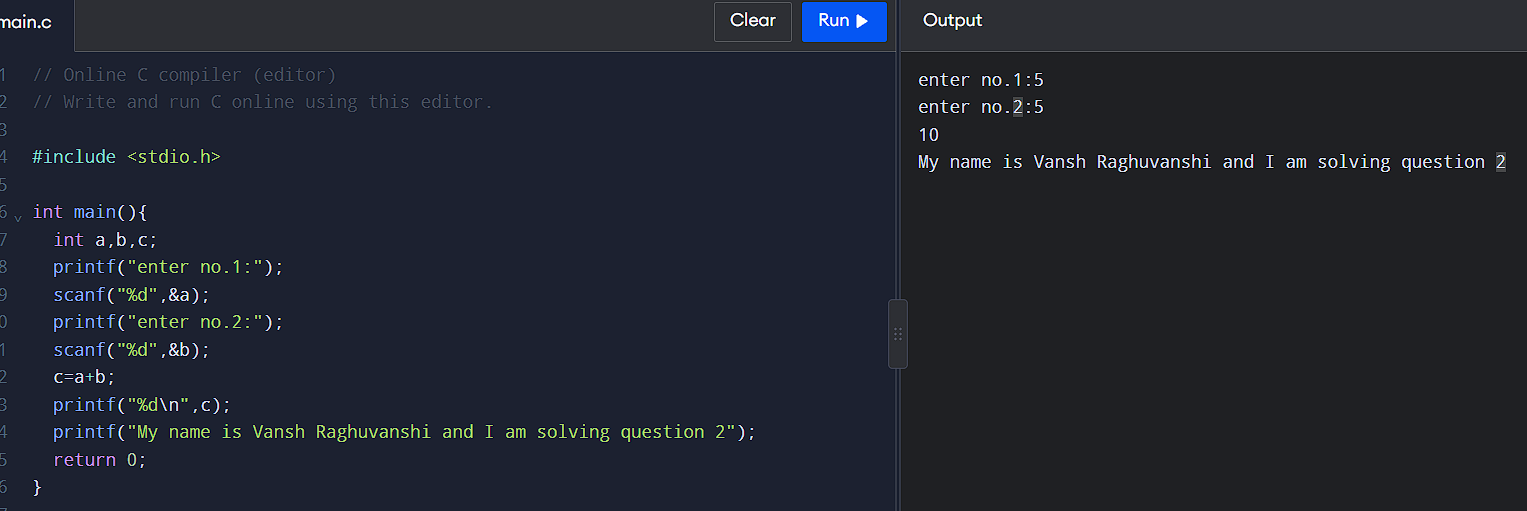 main.c
Clear
Run
Output
1 // Online C compiler (editor)
2 // Write and run C online using this editor.
3
4 #include <stdio.h>
5
6 int main(){
7 int a,b,c;
8 printf("enter no.1:");
9 scanf("%d",&a);
0 printf("enter no.2:");
1 scanf("%d",&b);
2 c=a+b;
3 printf("%d\n",c);
4 printf("My name is Vansh Raghuvanshi and I am solving question 2");
5 return 0;
6 }
enter no.1:5
enter no.2:5
10
My name is Vansh Raghuvanshi and I am solving question 2